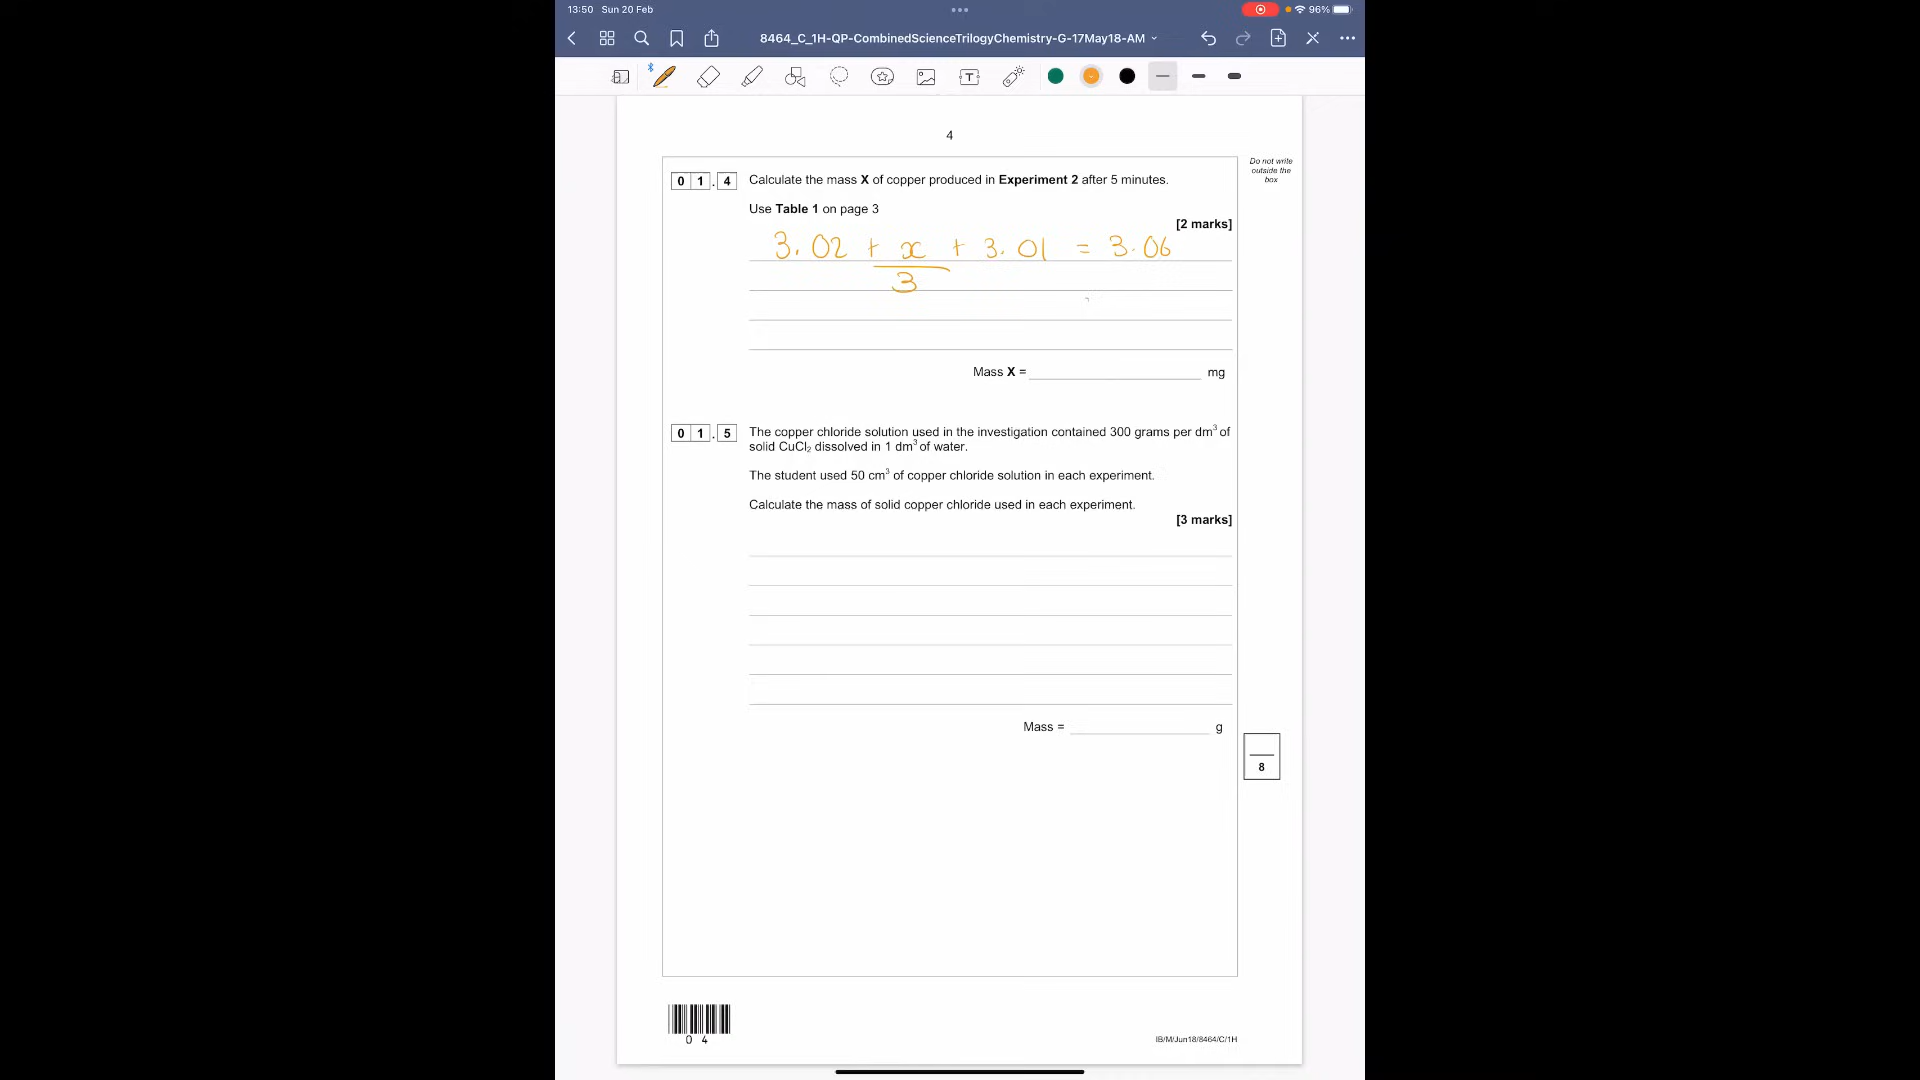 13:50 Sun 20 Feb
96%
8464_C_1H-QP-CombinedScienceTrilogyChemistry-G-17May18-AM
T
4
Do not write
outside the
box
0 1 . 4 Calculate the mass X of copper produced in Experiment 2 after 5 minutes.
Use Table 1 on page 3
[2 marks]
3.02 + x + 3.01 = 3.06
3
Mass X = mg
0 1 . 5 The copper chloride solution used in the investigation contained 300 grams per dm³ of
solid CuCl₂ dissolved in 1 dm³ of water.
The student used 50 cm³ of copper chloride solution in each experiment.
Calculate the mass of solid copper chloride used in each experiment.
[3 marks]
Mass = g
8
0 4
IB/M/Jun18/8464/C/1H